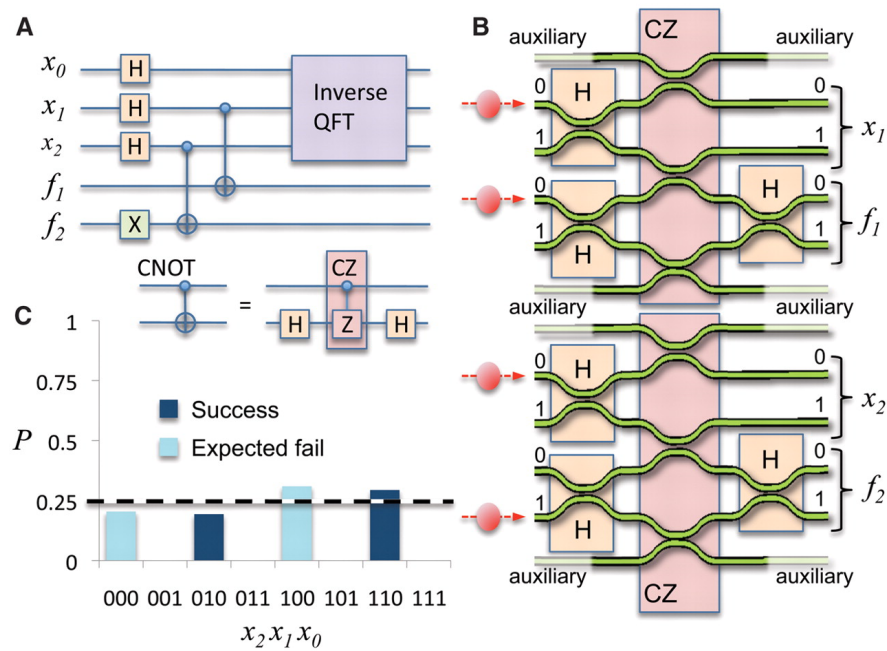 A
x₀
H
x₁
H
x₂
H
f₁
f₂
X
Inverse
QFT
CNOT
=
CZ
H
Z
H
B
auxiliary
CZ
auxiliary
0
H
0
1
1
x₁
0
H
0
1
H
1
f₁
auxiliary
auxiliary
0
H
0
1
1
x₂
0
H
0
1
H
1
f₂
auxiliary
CZ
auxiliary
C
1
0.75
P
0.5
0.25
0
Success
Expected fail
000 001 010 011 100 101 110 111
x₂ x₁ x₀